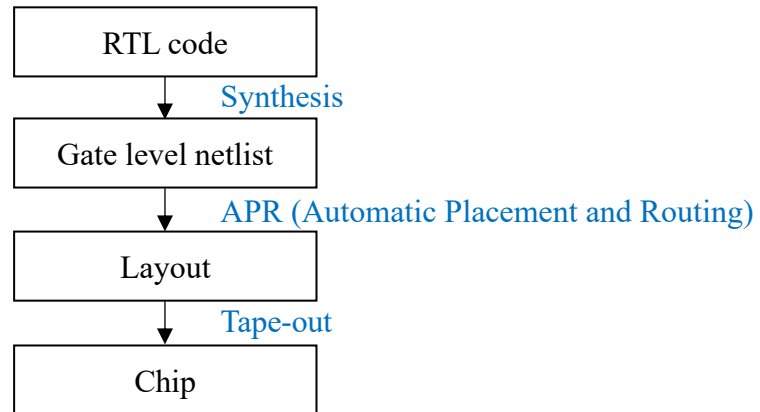 RTL code
Synthesis
Gate level netlist
APR (Automatic Placement and Routing)
Layout
Tape-out
Chip